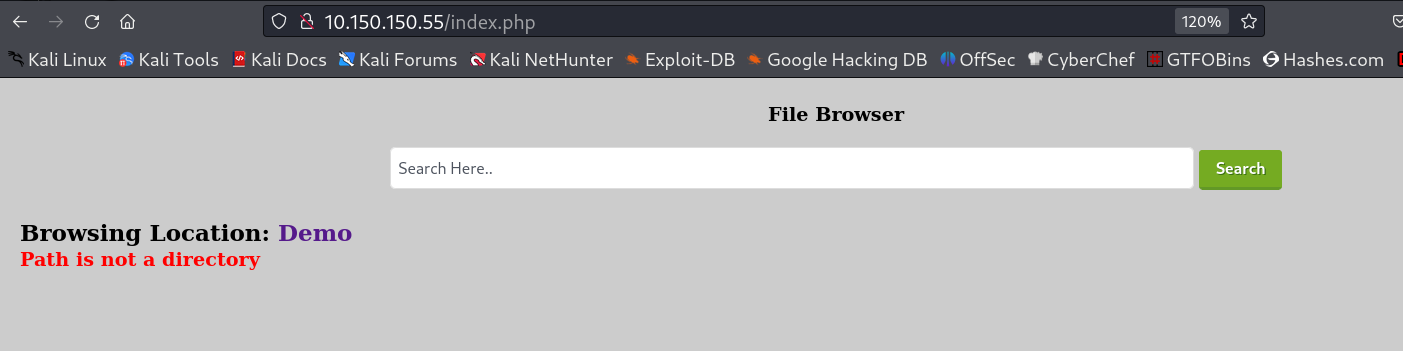 10.150.150.55/index.php 120%
Kali Linux Kali Tools Kali Docs Kali Forums Kali NetHunter Exploit-DB Google Hacking DB OffSec CyberChef GTFOBins Hashes.com
File Browser
Search Here.. Search
Browsing Location: Demo
Path is not a directory